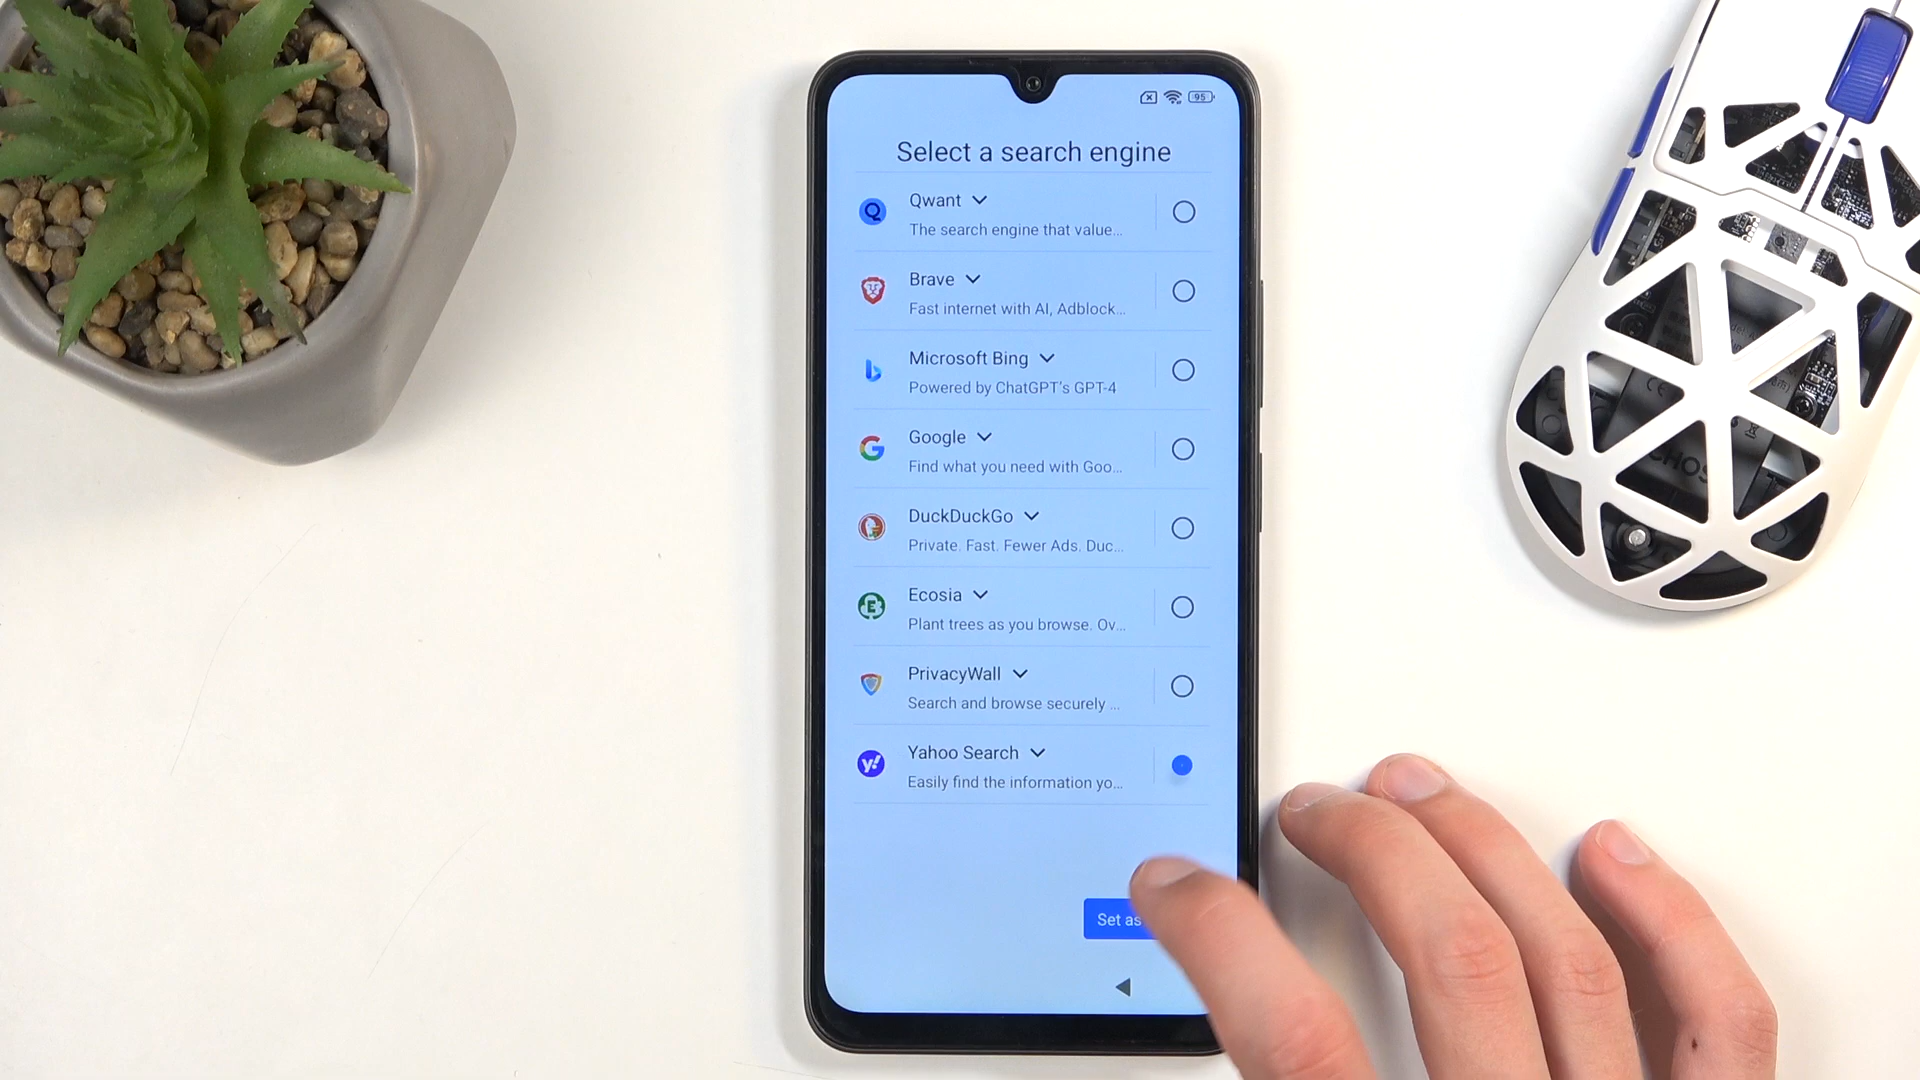 95
Select a search engine
Qwant
The search engine that value...
Brave
Fast internet with AI, Adblock...
Microsoft Bing
Powered by ChatGPT's GPT-4
Google
Find what you need with Goo...
DuckDuckGo
Private. Fast. Fewer Ads. Duc...
Ecosia
Plant trees as you browse. Ov...
PrivacyWall
Search and browse securely ...
Yahoo Search
Easily find the information yo...
Set as